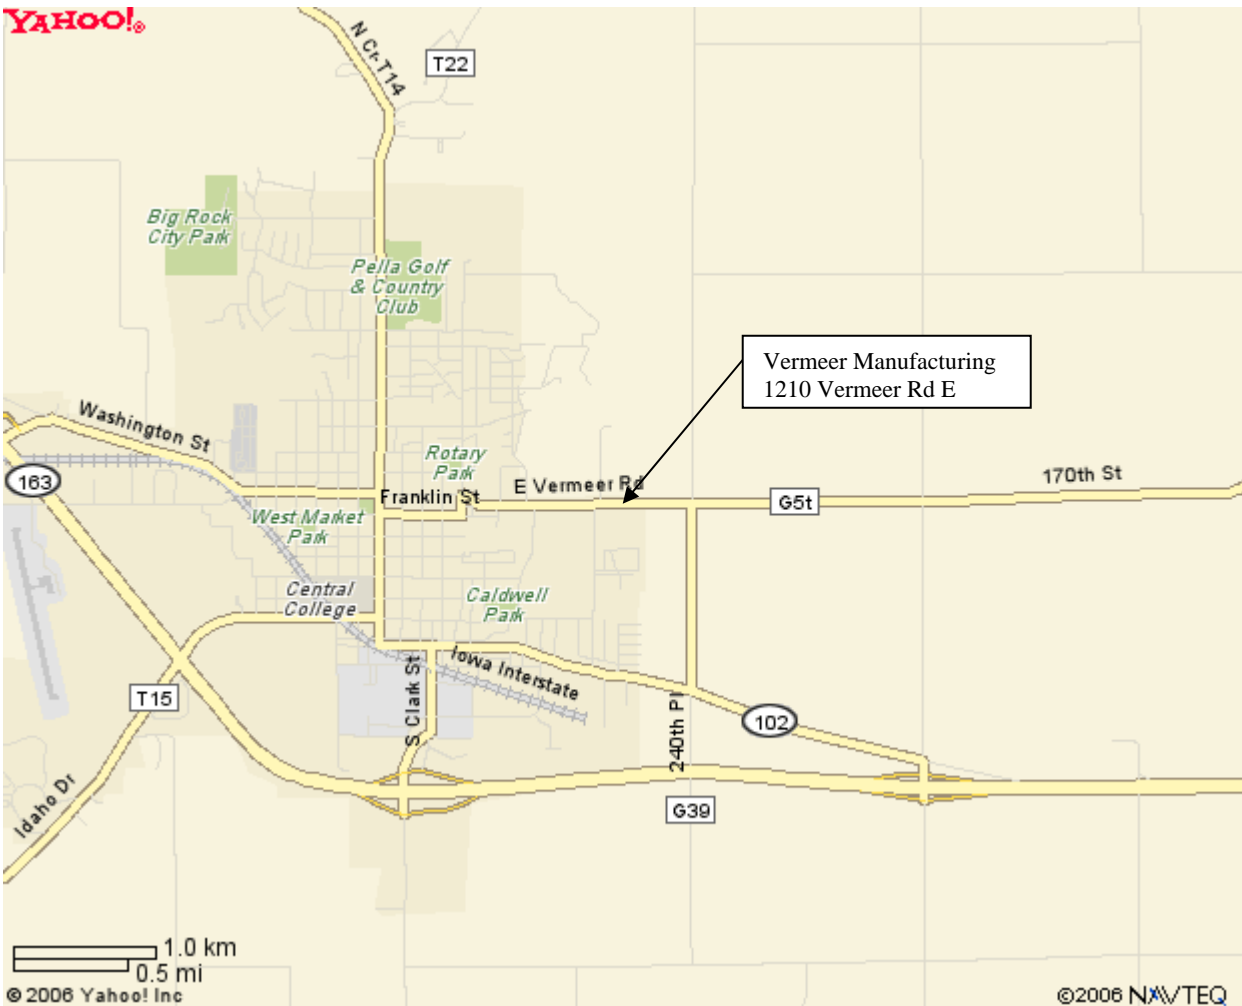 YAHOO!®
N Cr-T14
T22
Big Rock
City Park
Pella Golf
& Country
Club
Vermeer Manufacturing
1210 Vermeer Rd E
Washington St
Rotary
Park
163
Franklin St
E Vermeer Rd
G5t
170th St
West Market
Park
Central
College
Caldwell
Park
Iowa Interstate
T15
S Clark St
240th Pl
102
Idaho Dr
G39
1.0 km
0.5 mi
© 2006 Yahoo! Inc
©2006 NAVTEQ